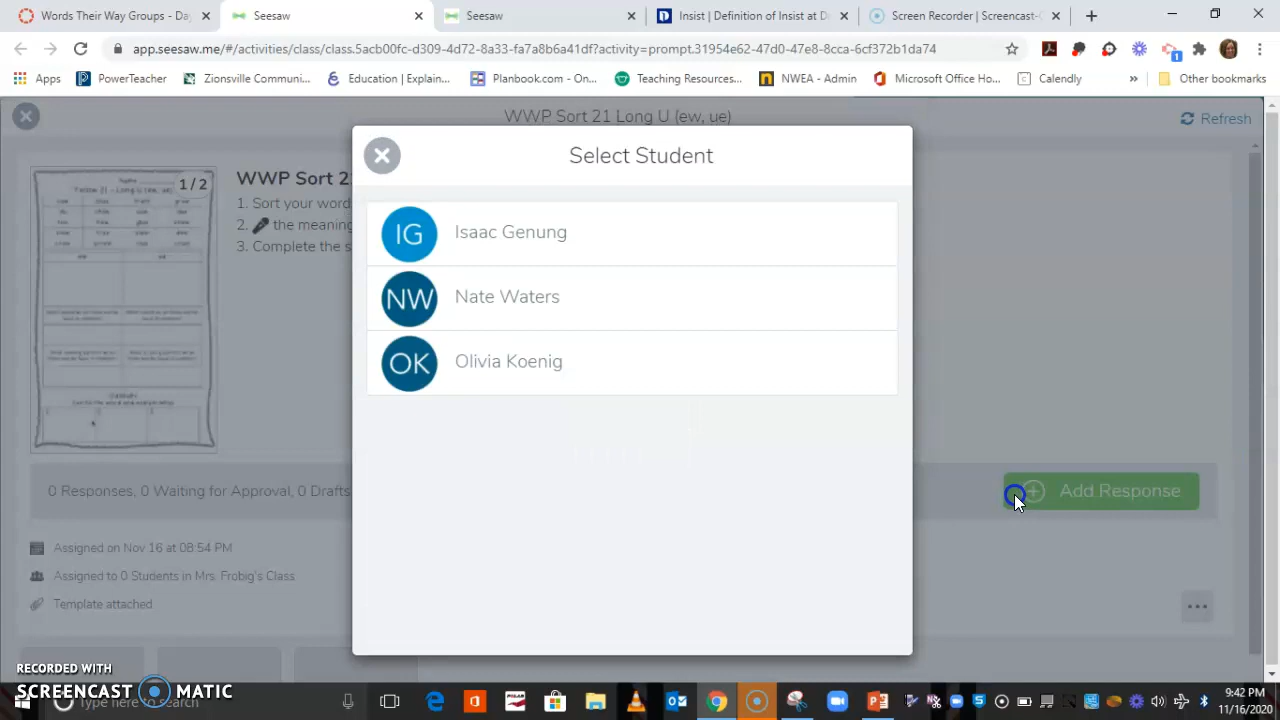 Words Their Way Groups - Da
Seesaw
Seesaw
Insist | Definition of Insist at D
Screen Recorder | Screencast-O
app.seesaw.me/#/activities/class/class.5acb00fc-d309-4d72-8a33-fa7a8b6a41df?activity=prompt.31954e62-47d0-47e8-8cca-6cf372b1da74
Apps
PowerTeacher
Zionsville Communi...
Education | Explain...
Planbook.com - On...
Teaching Resource...
NWEA - Admin
Microsoft Office Ho...
Calendly
»
Other bookmarks
WWP Sort 21 Long U (ew, ue)
Refresh
Select Student
1 / 2
WWP Sort 2
1. Sort your word
2. the meaning
3. Complete the s
IG Isaac Genung
NW Nate Waters
OK Olivia Koenig
0 Responses, 0 Waiting for Approval, 0 Drafts
Add Response
Assigned on Nov 16 at 08:54 PM
Assigned to 0 Students in Mrs. Frobig's Class
Template attached
RECORDED WITH
SCREENCAST MATIC
Type here to search
9:42 PM
11/16/2020